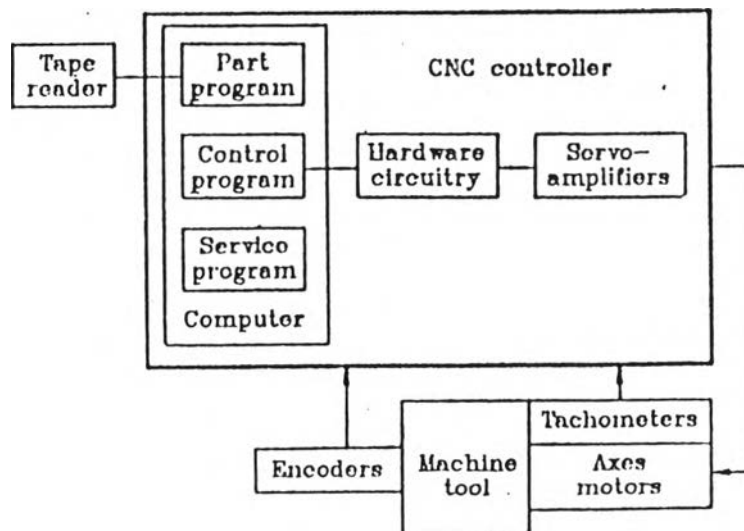 Tape
reader
Part
program
CNC controller
Control
program
Hardware
circuitry
Servo-
amplifiers
Service
program
Computer
Tachometers
Encoders
Machine
tool
Axes
motors